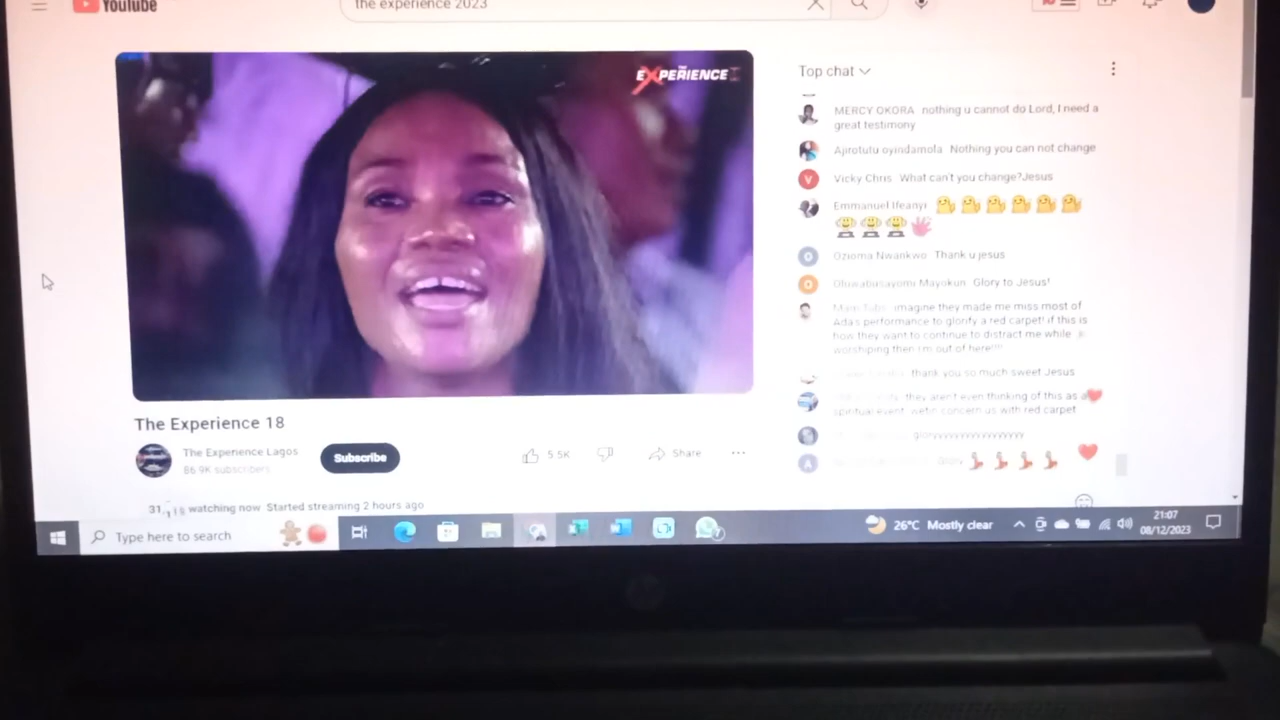 YouTube
the experience 2023
THE EXPERIENCE
Top chat
MERCY OKORA nothing u cannot do Lord, I need a
great testimony
Ajirotutu oyindamola Nothing you can not change
Vicky Chris What can't you change?Jesus
Emmanuel Ifeanyi
Ozioma Nwankwo Thank u jesus
Oluwabusayomi Mayokun Glory to Jesus!
imagine they made me miss most of
Ada's performance to glorify a red carpet! if this is
how they want to continue to distract me while
worshiping then i'm out of here!!!!
thank you so much sweet Jesus
they aren't even thinking of this as a
spiritual event. wetin concern us with red carpet
The Experience 18
The Experience Lagos
86.9K subscribers
Subscribe
5.5K
Share
watching now Started streaming 2 hours ago
Type here to search
26°C Mostly clear
21:07
08/12/2023